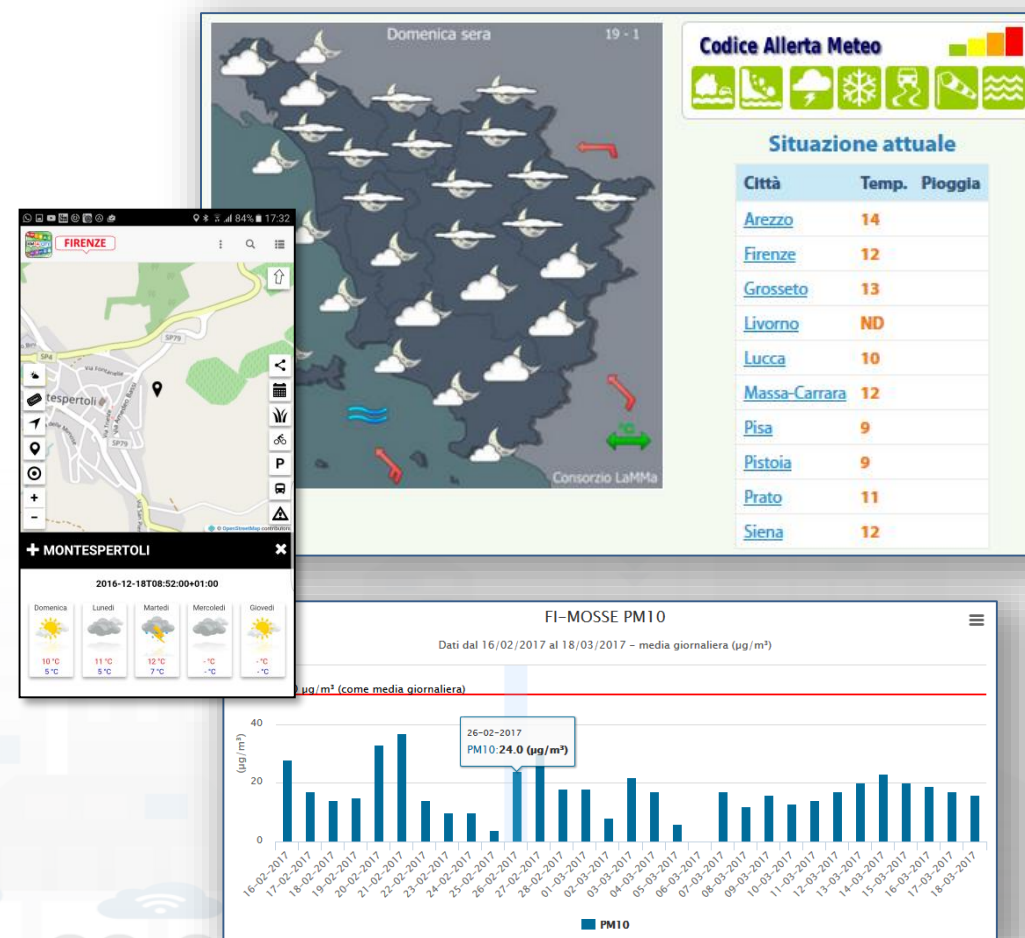 Domenica sera
19 - 1
Consorzio LaMMa
°C
Codice Allerta Meteo
Situazione attuale
Città Temp. Pioggia
Arezzo 14
Firenze 12
Grosseto 13
Livorno ND
Lucca 10
Massa-Carrara 12
Pisa 9
Pistoia 9
Prato 11
Siena 12
84% 17:32
FIRENZE
SP79
SP4
Via Fontanelle
tespertoli
Via Trieste
Via Amedeo Bassi
SP79
P
+
−
© OpenStreetMap contributors
+ MONTESPERTOLI ×
2016-12-18T08:52:00+01:00
Domenica Lunedì Martedì Mercoledì Giovedì
10 °C 11 °C 12 °C - °C - °C
5 °C 5 °C 7 °C - °C - °C
FI-MOSSE PM10
Dati dal 16/02/2017 al 18/03/2017 - media giornaliera (µg/m³)
µg/m³ (come media giornaliera)
(µg/m³)
40
20
0
26-02-2017
PM10:24.0 (µg/m³)
16-02-2017
17-02-2017
18-02-2017
19-02-2017
20-02-2017
21-02-2017
22-02-2017
23-02-2017
24-02-2017
25-02-2017
26-02-2017
27-02-2017
28-02-2017
01-03-2017
02-03-2017
03-03-2017
04-03-2017
05-03-2017
06-03-2017
07-03-2017
08-03-2017
09-03-2017
10-03-2017
11-03-2017
12-03-2017
13-03-2017
14-03-2017
15-03-2017
16-03-2017
17-03-2017
18-03-2017
PM10